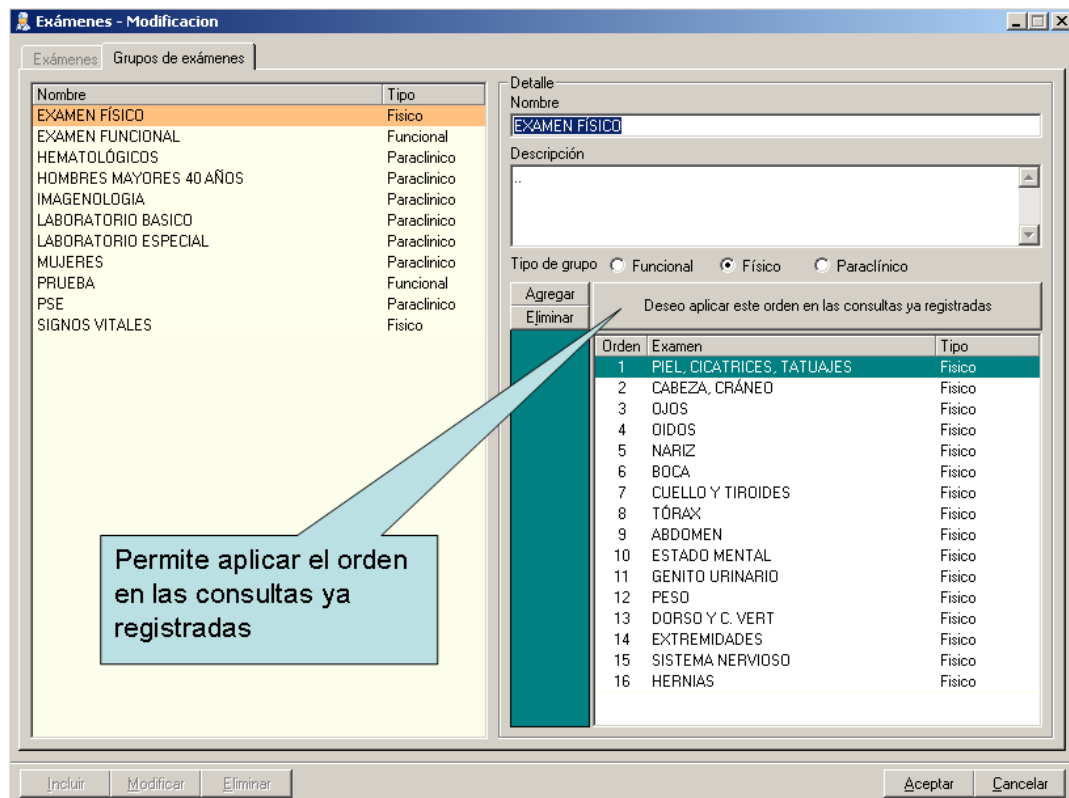 Exámenes - Modificacion
Exámenes Grupos de exámenes
Nombre Tipo
EXAMEN FÍSICO Fisico
EXAMEN FUNCIONAL Funcional
HEMATOLÓGICOS Paraclinico
HOMBRES MAYORES 40 AÑOS Paraclinico
IMAGENOLOGIA Paraclinico
LABORATORIO BASICO Paraclinico
LABORATORIO ESPECIAL Paraclinico
MUJERES Paraclinico
PRUEBA Funcional
PSE Paraclinico
SIGNOS VITALES Fisico
Detalle
Nombre
EXAMEN FÍSICO
Descripción
..
Tipo de grupo Funcional Físico Paraclínico
Agregar
Eliminar
Deseo aplicar este orden en las consultas ya registradas
Orden Examen Tipo
1 PIEL, CICATRICES, TATUAJES Fisico
2 CABEZA, CRÁNEO Fisico
3 OJOS Fisico
4 OIDOS Fisico
5 NARIZ Fisico
6 BOCA Fisico
7 CUELLO Y TIROIDES Fisico
8 TÓRAX Fisico
9 ABDOMEN Fisico
10 ESTADO MENTAL Fisico
11 GENITO URINARIO Fisico
12 PESO Fisico
13 DORSO Y C. VERT Fisico
14 EXTREMIDADES Fisico
15 SISTEMA NERVIOSO Fisico
16 HERNIAS Fisico
Permite aplicar el orden
en las consultas ya
registradas
Incluir Modificar Eliminar Aceptar Cancelar